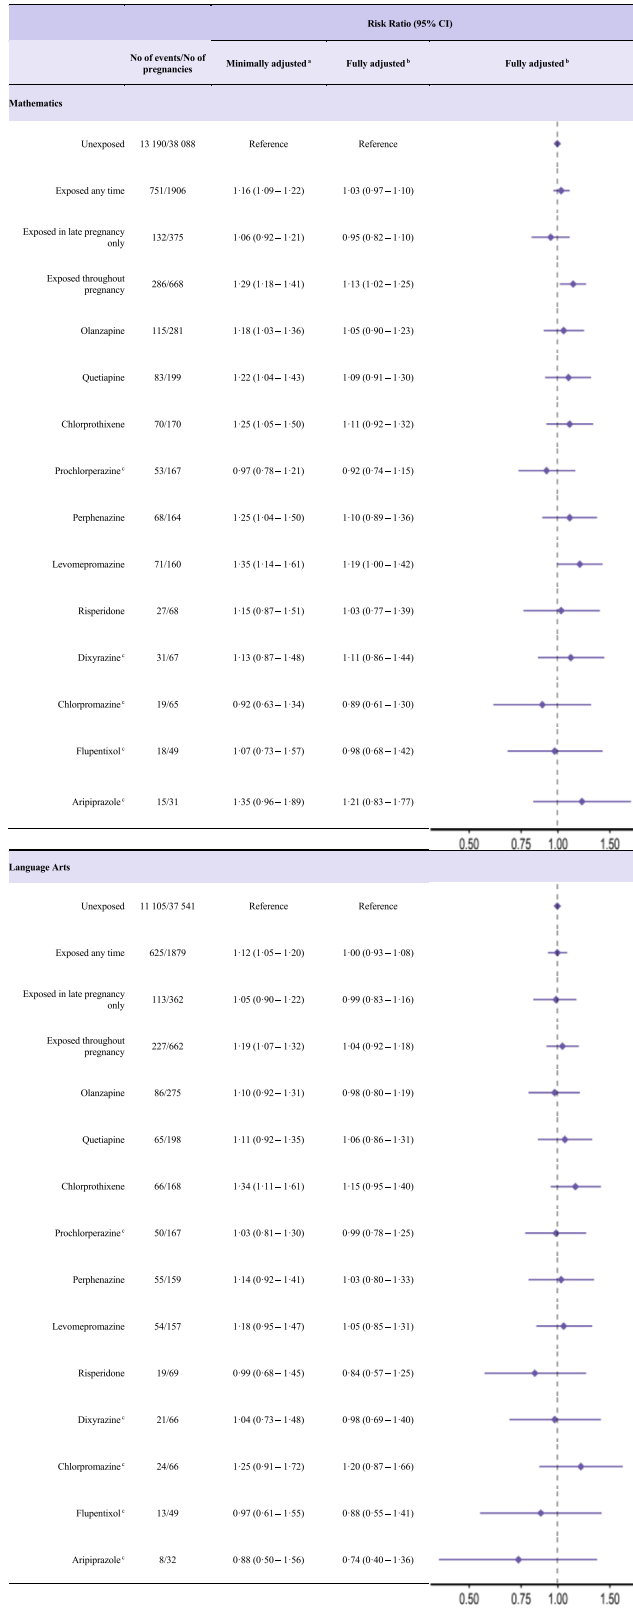 Risk Ratio (95% CI)
No of events/No of
pregnancies
Minimally adjusted a
Fully adjusted b
Fully adjusted b
Mathematics
Unexposed 13 190/38 088 Reference Reference
Exposed any time 751/1906 1·16 (1·09 – 1·22) 1·03 (0·97 – 1·10)
Exposed in late pregnancy
only 132/375 1·06 (0·92 – 1·21) 0·95 (0·82 – 1·10)
Exposed throughout
pregnancy 286/668 1·29 (1·18 – 1·41) 1·13 (1·02 – 1·25)
Olanzapine 115/281 1·18 (1·03 – 1·36) 1·05 (0·90 – 1·23)
Quetiapine 83/199 1·22 (1·04 – 1·43) 1·09 (0·91 – 1·30)
Chlorprothixene 70/170 1·25 (1·05 – 1·50) 1·11 (0·92 – 1·32)
Prochlorperazine c 53/167 0·97 (0·78 – 1·21) 0·92 (0·74 – 1·15)
Perphenazine 68/164 1·25 (1·04 – 1·50) 1·10 (0·89 – 1·36)
Levomepromazine 71/160 1·35 (1·14 – 1·61) 1·19 (1·00 – 1·42)
Risperidone 27/68 1·15 (0·87 – 1·51) 1·03 (0·77 – 1·39)
Dixyrazine c 31/67 1·13 (0·87 – 1·48) 1·11 (0·86 – 1·44)
Chlorpromazine c 19/65 0·92 (0·63 – 1·34) 0·89 (0·61 – 1·30)
Flupentixol c 18/49 1·07 (0·73 – 1·57) 0·98 (0·68 – 1·42)
Aripiprazole c 15/31 1·35 (0·96 – 1·89) 1·21 (0·83 – 1·77)
0.50 0.75 1.00 1.50
Language Arts
Unexposed 11 105/37 541 Reference Reference
Exposed any time 625/1879 1·12 (1·05 – 1·20) 1·00 (0·93 – 1·08)
Exposed in late pregnancy
only 113/362 1·05 (0·90 – 1·22) 0·99 (0·83 – 1·16)
Exposed throughout
pregnancy 227/662 1·19 (1·07 – 1·32) 1·04 (0·92 – 1·18)
Olanzapine 86/275 1·10 (0·92 – 1·31) 0·98 (0·80 – 1·19)
Quetiapine 65/198 1·11 (0·92 – 1·35) 1·06 (0·86 – 1·31)
Chlorprothixene 66/168 1·34 (1·11 – 1·61) 1·15 (0·95 – 1·40)
Prochlorperazine c 50/167 1·03 (0·81 – 1·30) 0·99 (0·78 – 1·25)
Perphenazine 55/159 1·14 (0·92 – 1·41) 1·03 (0·80 – 1·33)
Levomepromazine 54/157 1·18 (0·95 – 1·47) 1·05 (0·85 – 1·31)
Risperidone 19/69 0·99 (0·68 – 1·45) 0·84 (0·57 – 1·25)
Dixyrazine c 21/66 1·04 (0·73 – 1·48) 0·98 (0·69 – 1·40)
Chlorpromazine c 24/66 1·25 (0·91 – 1·72) 1·20 (0·87 – 1·66)
Flupentixol c 13/49 0·97 (0·61 – 1·55) 0·88 (0·55 – 1·41)
Aripiprazole c 8/32 0·88 (0·50 – 1·56) 0·74 (0·40 – 1·36)
0.50 0.75 1.00 1.50